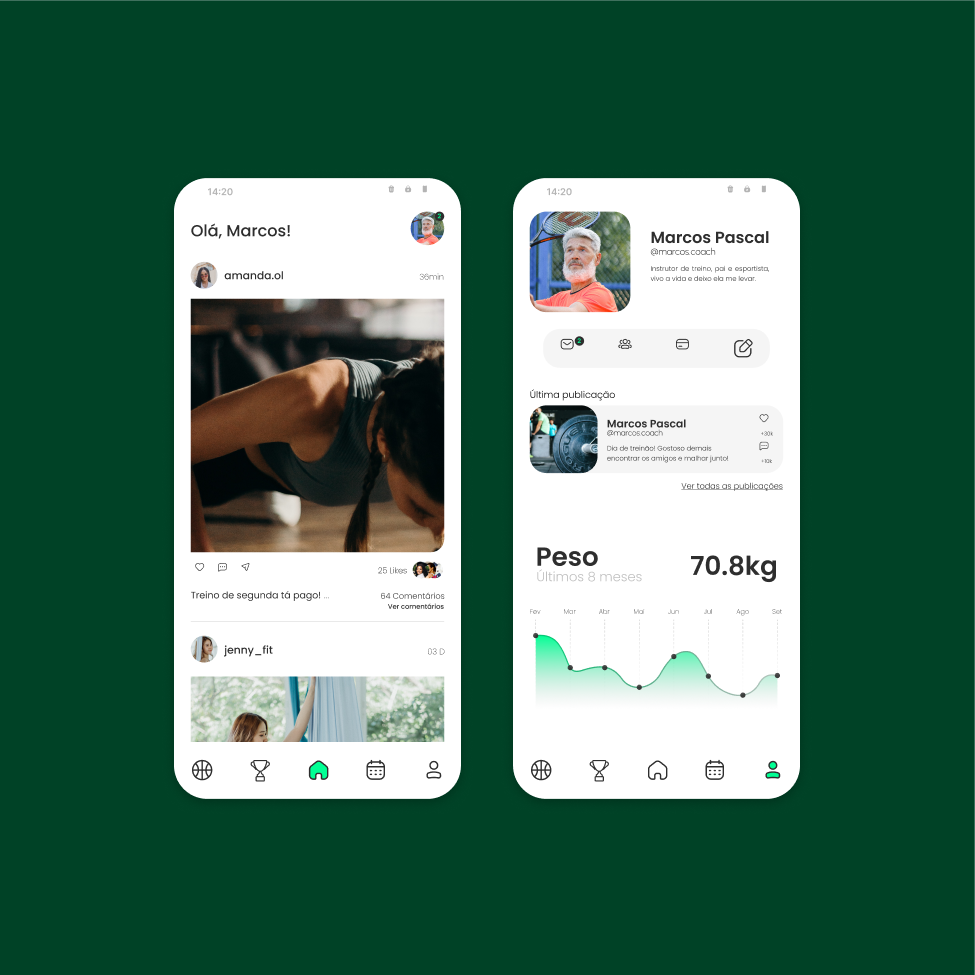 14:20
Olá, Marcos!
2
amanda.ol
36min
25 Likes
Treino de segunda tá pago! ...
64 Comentários
Ver comentários
jenny_fit
03 D
14:20
Marcos Pascal
@marcos.coach
Instrutor de treino, pai e esportista,
vivo a vida e deixo ela me levar.
2
Última publicação
Marcos Pascal
@marcos.coach
Dia de treinão! Gostoso demais
encontrar os amigos e malhar junto!
+30k
+10k
Ver todas as publicações
Peso
Últimos 8 meses
70.8kg
Fev Mar Abr Mai Jun Jul Ago Set